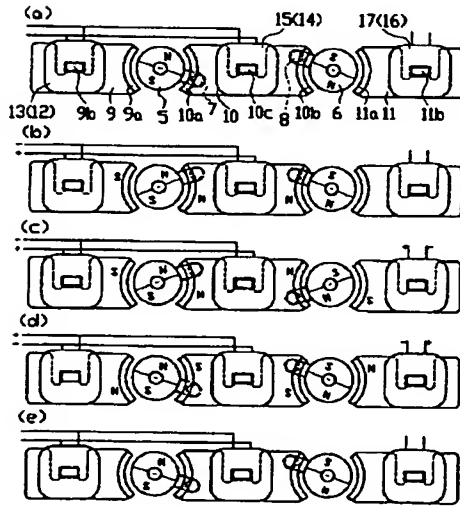 (a)
15(14) 17(16)
N S S N
13(12) 9b 9 9a 5 10a 7 10 10c 8 10b 6 11a 11 11b
(b)
S N S N S N
(c)
S N S N N S N S
(d)
N N S S S S N N
(e)
N S S N